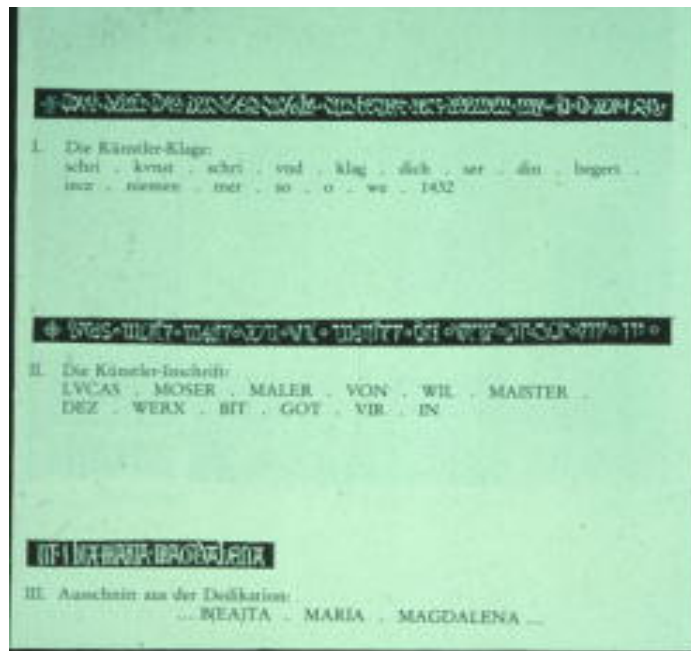 I. Die Künstler-Klage:
schri . kvnst . schri . vnd . klag . dich . ser . din . begert .
iecz . niemen . mer . so . o . we . 1432
II. Die Künstler-Inschrift:
LVCAS . MOSER . MALER . VON . WIL . MAISTER .
DEZ . WERX . BIT . GOT . VIR . IN
III. Ausschnitt aus der Dedikation:
... B(EA)TA . MARIA . MAGDALENA ...